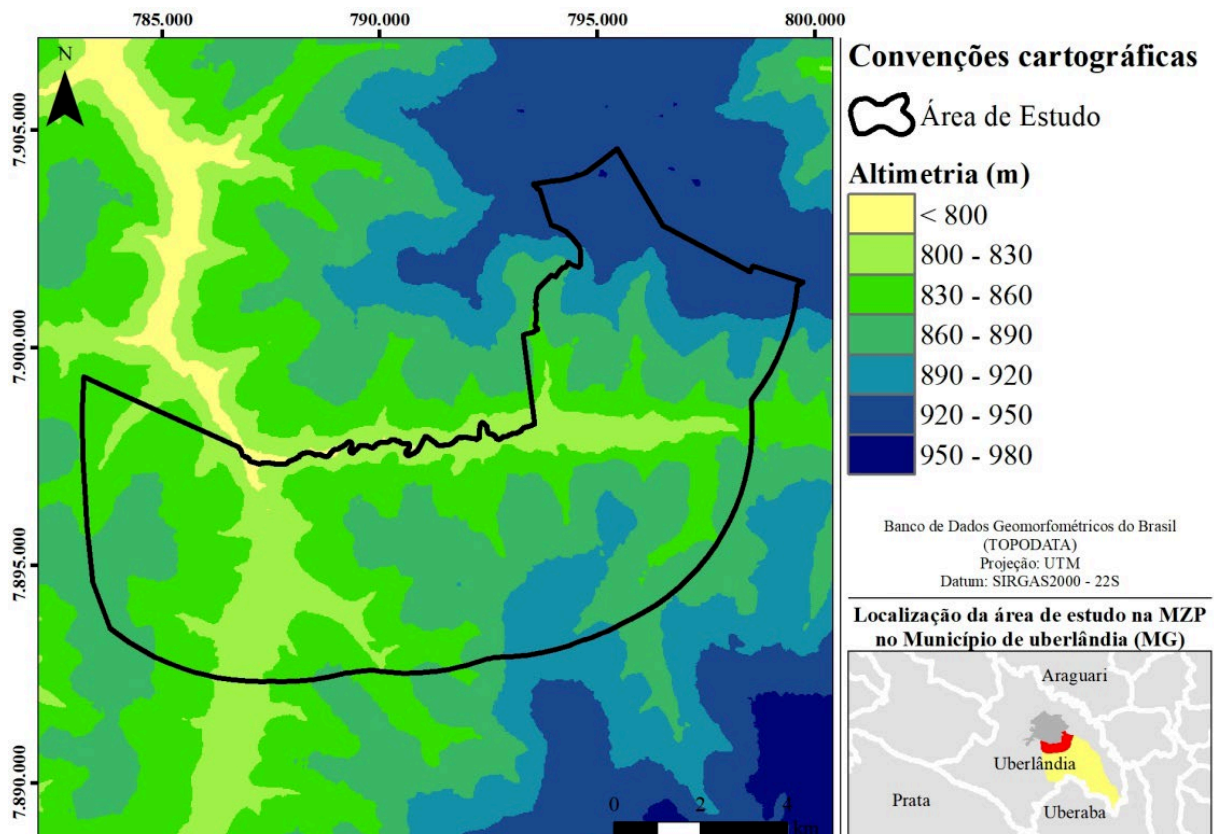 785.000 790.000 795.000 800.000
N
7.905.000
7.900.000
7.895.000
7.890.000
0 2 4
km
Convenções cartográficas
Área de Estudo
Altimetria (m)
< 800
800 - 830
830 - 860
860 - 890
890 - 920
920 - 950
950 - 980
Banco de Dados Geomorfométricos do Brasil
(TOPODATA)
Projeção: UTM
Datum: SIRGAS2000 - 22S
Localização da área de estudo na MZP
no Município de uberlândia (MG)
Araguari
Uberlândia
Prata
Uberaba